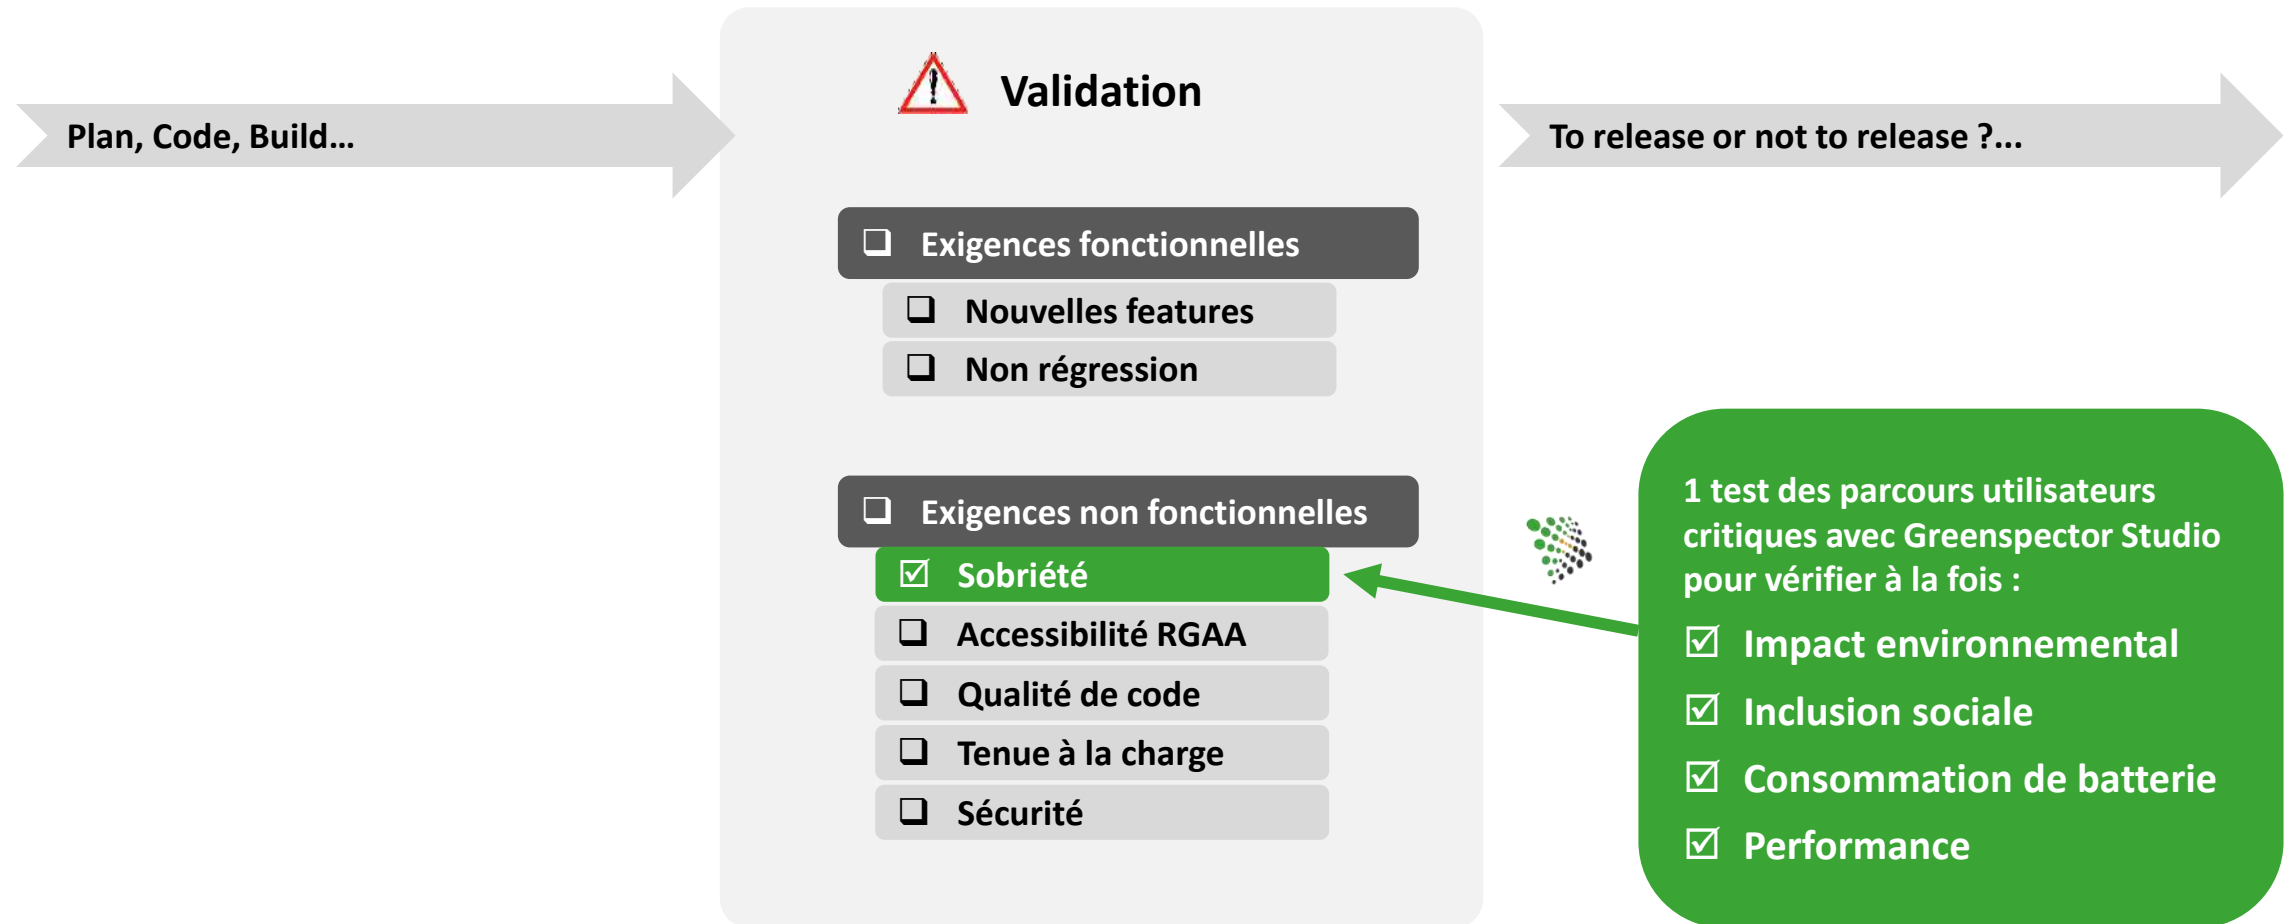 Plan, Code, Build…
Validation
To release or not to release ?...
Exigences fonctionnelles
Nouvelles features
Non régression
Exigences non fonctionnelles
Sobriété
Accessibilité RGAA
Qualité de code
Tenue à la charge
Sécurité
1 test des parcours utilisateurs
critiques avec Greenspector Studio
pour vérifier à la fois :
Impact environnemental
Inclusion sociale
Consommation de batterie
Performance